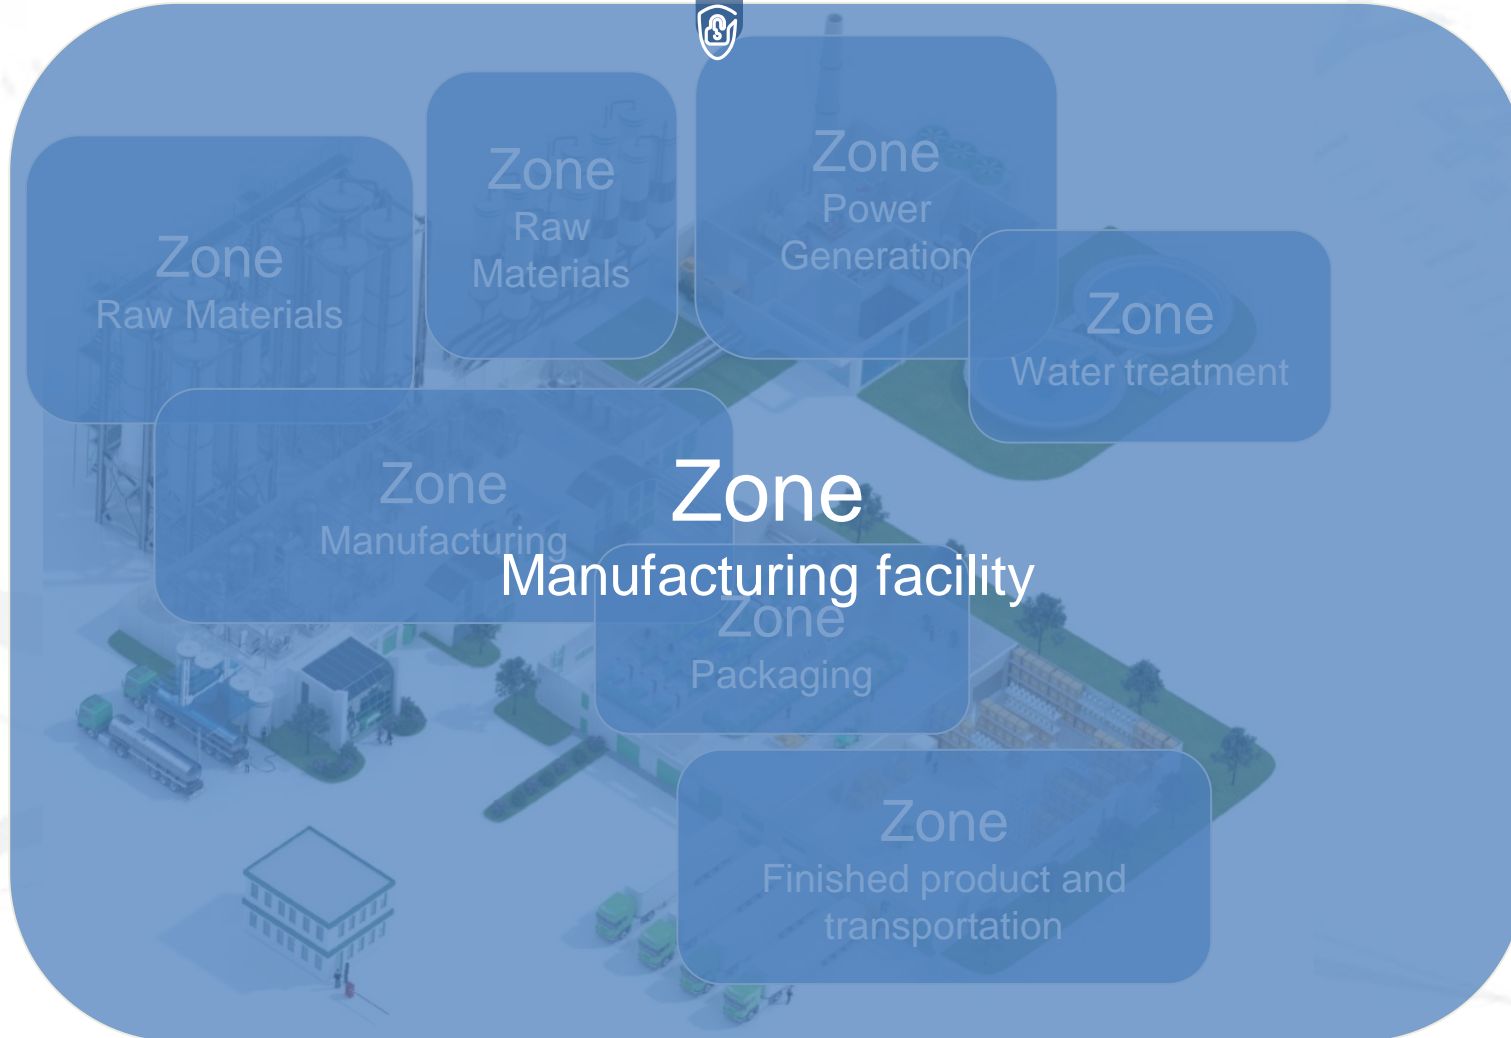 Zone
Raw Materials
Zone
Raw
Materials
Zone
Power
Generation
Zone
Water treatment
Zone
Manufacturing
Zone
Manufacturing facility
Zone
Packaging
Zone
Finished product and
transportation